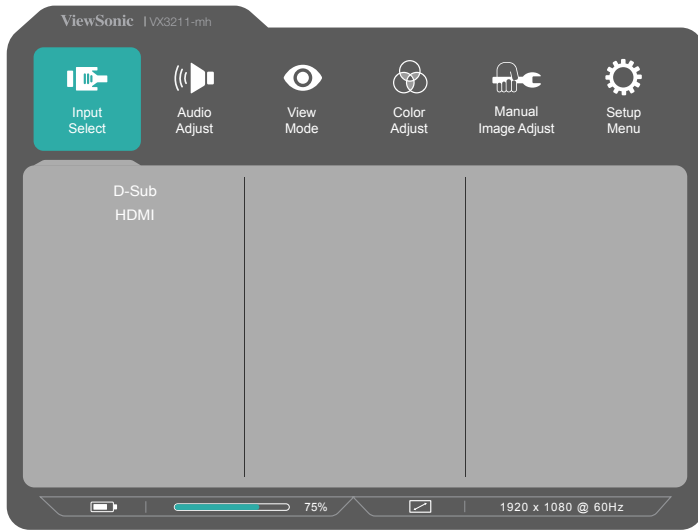 ViewSonic | VX3211-mh
Input
Select
Audio
Adjust
View
Mode
Color
Adjust
Manual
Image Adjust
Setup
Menu
D-Sub
HDMI
75%
1920 x 1080 @ 60Hz